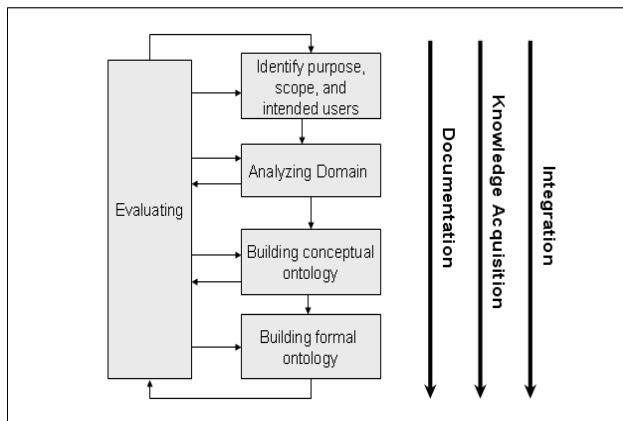 Identify purpose,
scope, and
intended users
Analyzing Domain
Evaluating
Building conceptual
ontology
Building formal
ontology
Documentation
Knowledge Acquisition
Integration